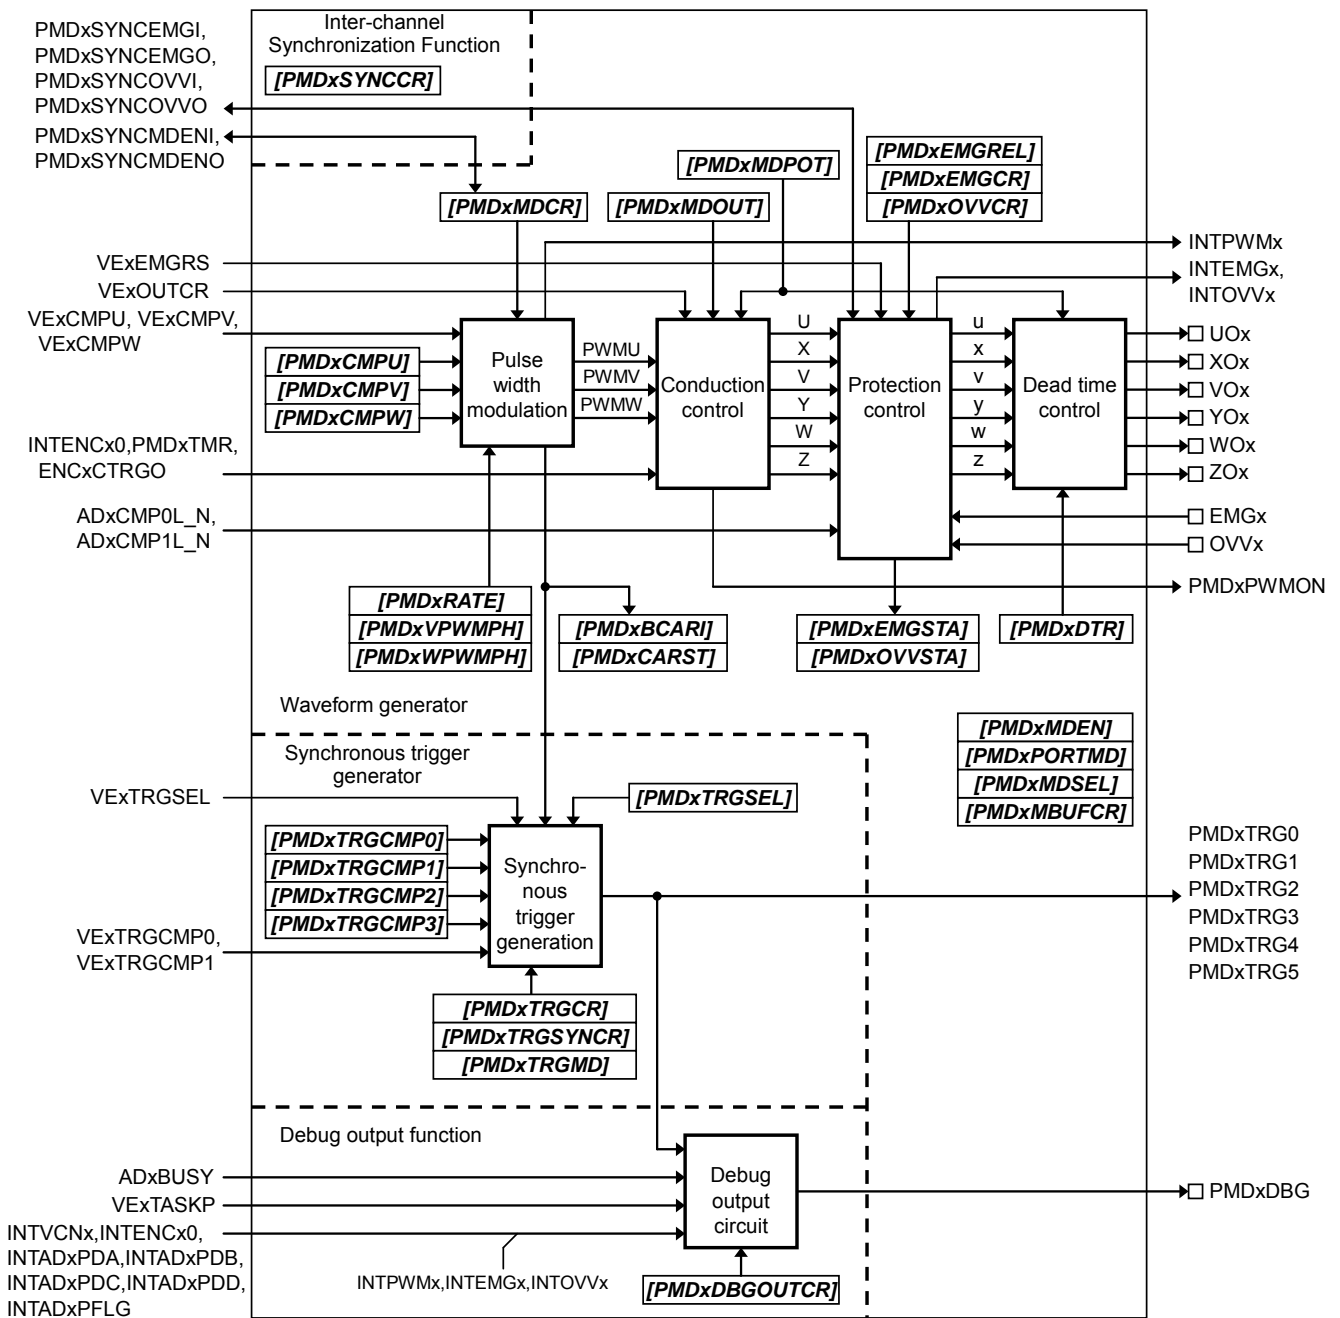 PMDxSYNCEMGI,
PMDxSYNCEMGO,
PMDxSYNCOVVI,
PMDxSYNCOVVO
PMDxSYNCMDENI,
PMDxSYNCMDENO
Inter-channel
Synchronization Function
[PMDxSYNCCR]
[PMDxMDCR]
[PMDxMDOUT]
[PMDxMDPOT]
[PMDxEMGREL]
[PMDxEMGCR]
[PMDxOVVCR]
INTPWMx
INTEMGx,
INTOVVx
VExEMGRS
VExOUTCR
VExCMPU, VExCMPV,
VExCMPW
[PMDxCMPU]
[PMDxCMPV]
[PMDxCMPW]
Pulse
width
modulation
PWMU
PWMV
PWMW
Conduction
control
U
X
V
Y
W
Z
Protection
control
u
x
v
y
w
z
Dead time
control
UOx
XOx
VOx
YOx
WOx
ZOx
EMGx
OVVx
PMDxPWMON
INTENCx0,PMDxTMR,
ENCxCTRGO
ADxCMP0L_N,
ADxCMP1L_N
[PMDxRATE]
[PMDxVPWMPH]
[PMDxWPWMPH]
[PMDxBCARI]
[PMDxCARST]
[PMDxEMGSTA]
[PMDxOVVSTA]
[PMDxDTR]
Waveform generator
[PMDxMDEN]
[PMDxPORTMD]
[PMDxMDSEL]
[PMDxMBUFCR]
Synchronous trigger
generator
VExTRGSEL
[PMDxTRGSEL]
[PMDxTRGCMP0]
[PMDxTRGCMP1]
[PMDxTRGCMP2]
[PMDxTRGCMP3]
VExTRGCMP0,
VExTRGCMP1
Synchro-
nous
trigger
generation
PMDxTRG0
PMDxTRG1
PMDxTRG2
PMDxTRG3
PMDxTRG4
PMDxTRG5
[PMDxTRGCR]
[PMDxTRGSYNCR]
[PMDxTRGMD]
Debug output function
ADxBUSY
VExTASKP
INTVCNx,INTENCx0,
INTADxPDA,INTADxPDB,
INTADxPDC,INTADxPDD,
INTADxPFLG
INTPWMx,INTEMGx,INTOVVx
Debug
output
circuit
PMDxDBG
[PMDxDBGOUTCR]